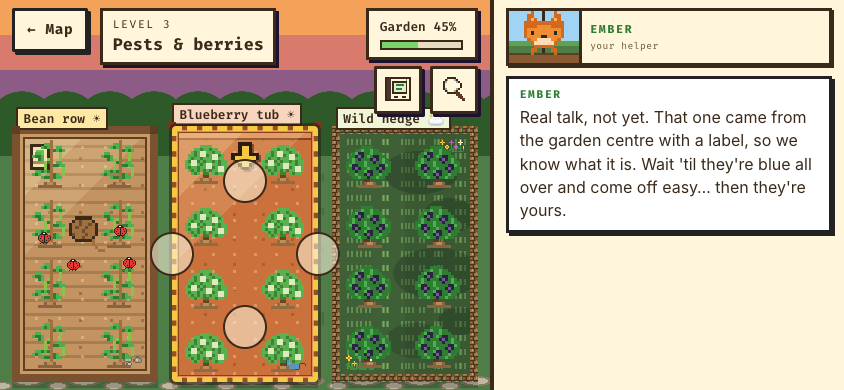 ← Map
LEVEL 3
Pests & berries
Garden 45%
Bean row ☀
Blueberry tub ☀
Wild hedge
EMBER
your helper
EMBER
Real talk, not yet. That one came from
the garden centre with a label, so we
know what it is. Wait 'til they're blue all
over and come off easy... then they're
yours.